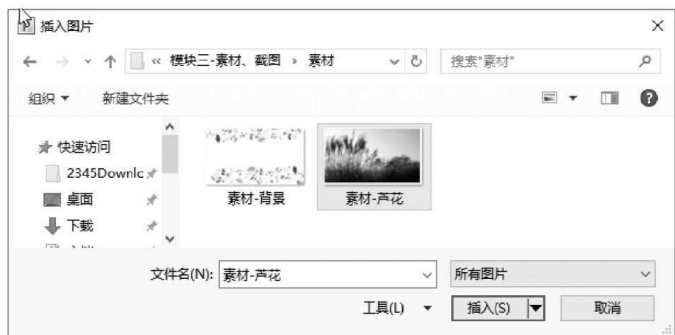 插入图片
« 模块三-素材、截图 › 素材
搜索"素材"
组织 新建文件夹
快速访问
2345Downlc
桌面
下载
素材-背景
素材-芦花
文件名(N): 素材-芦花
所有图片
工具(L) 插入(S) 取消